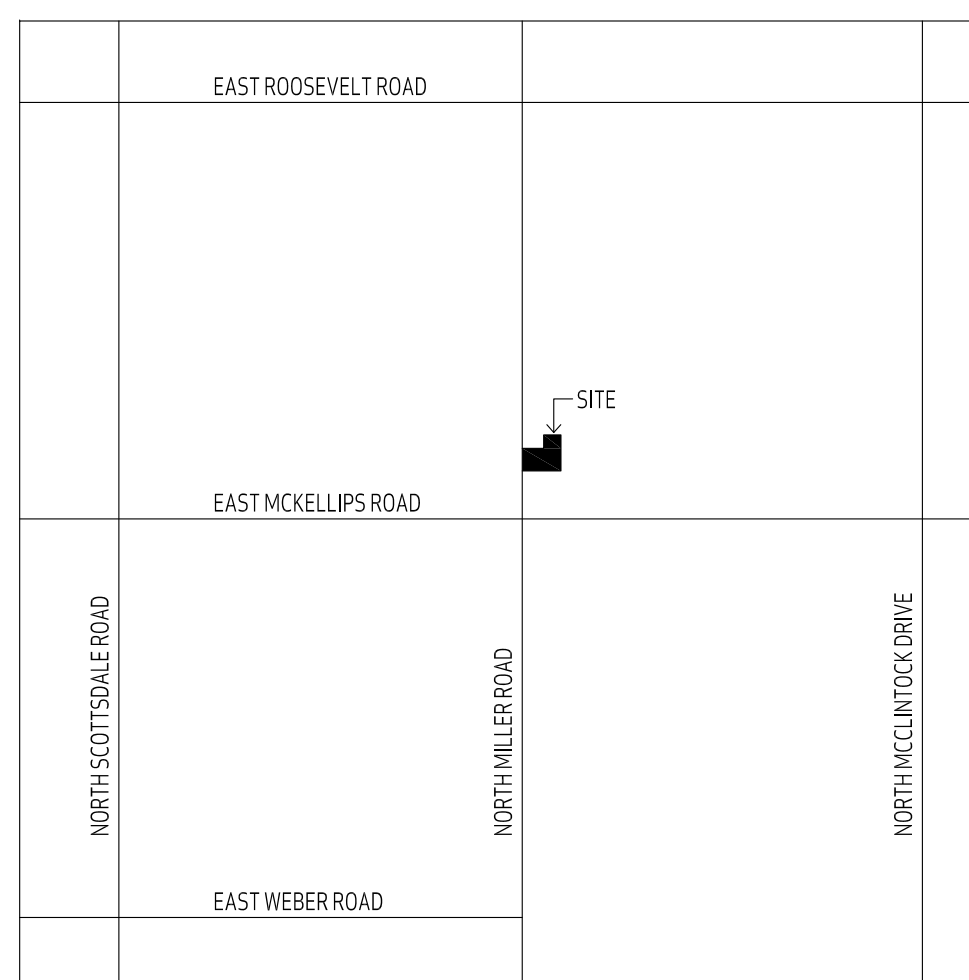 EAST ROOSEVELT ROAD
SITE
EAST MCKELLIPS ROAD
NORTH SCOTTSDALE ROAD
NORTH MILLER ROAD
NORTH MCCLINTOCK DRIVE
EAST WEBER ROAD